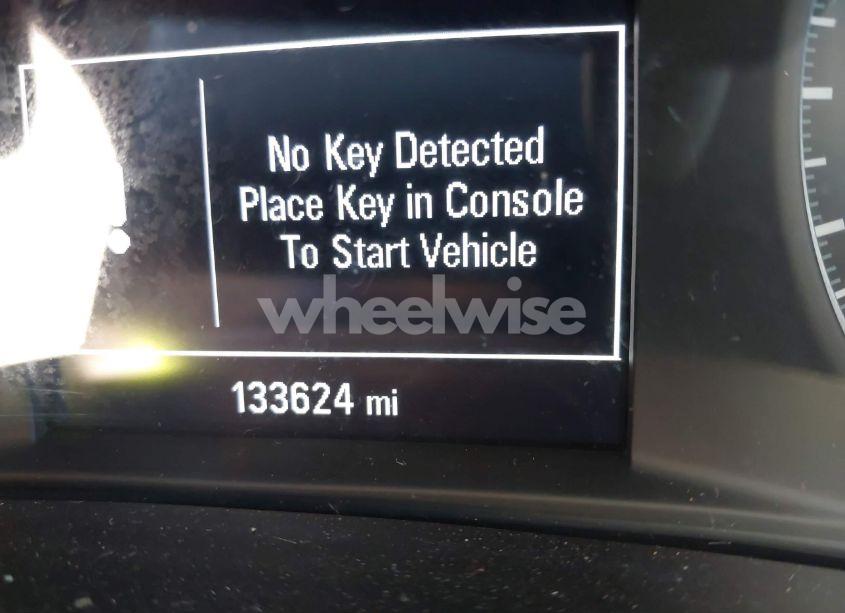 No Key Detected
Place Key in Console
To Start Vehicle
wheelwise
133624 mi